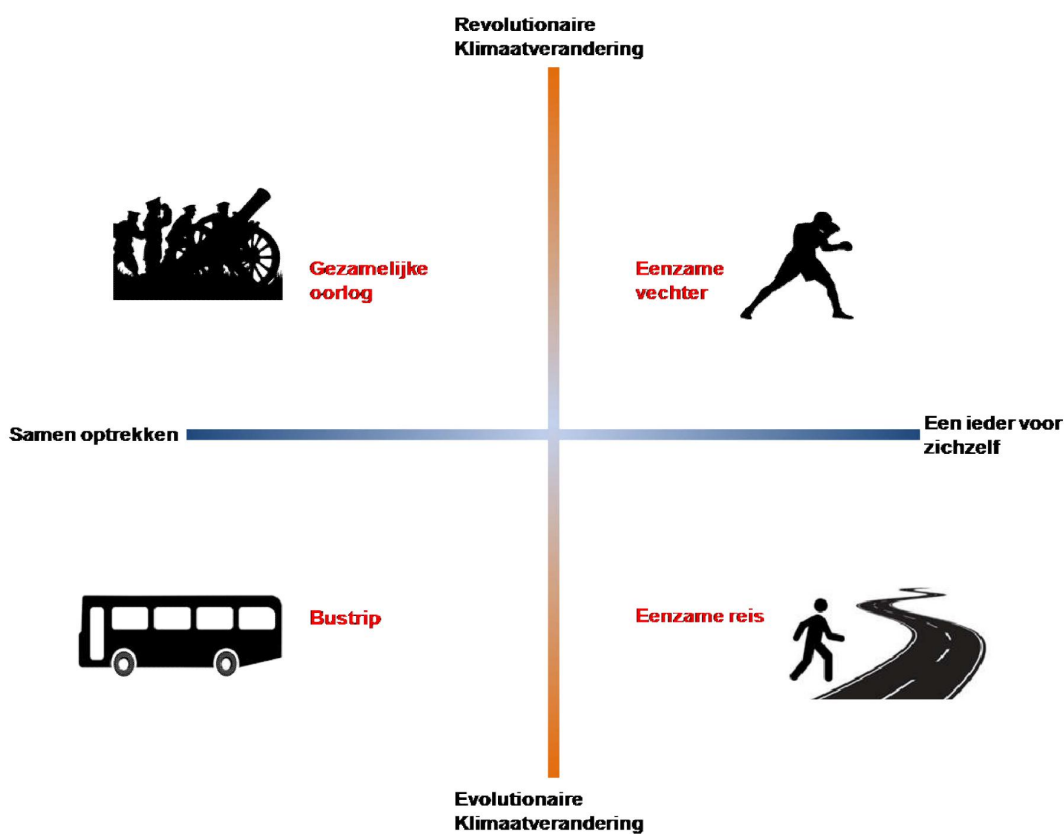 Revolutionaire
Klimaatverandering
Gezamelijke
oorlog
Eenzame
vechter
Samen optrekken
Een ieder voor
zichzelf
Bustrip
Eenzame reis
Evolutionaire
Klimaatverandering